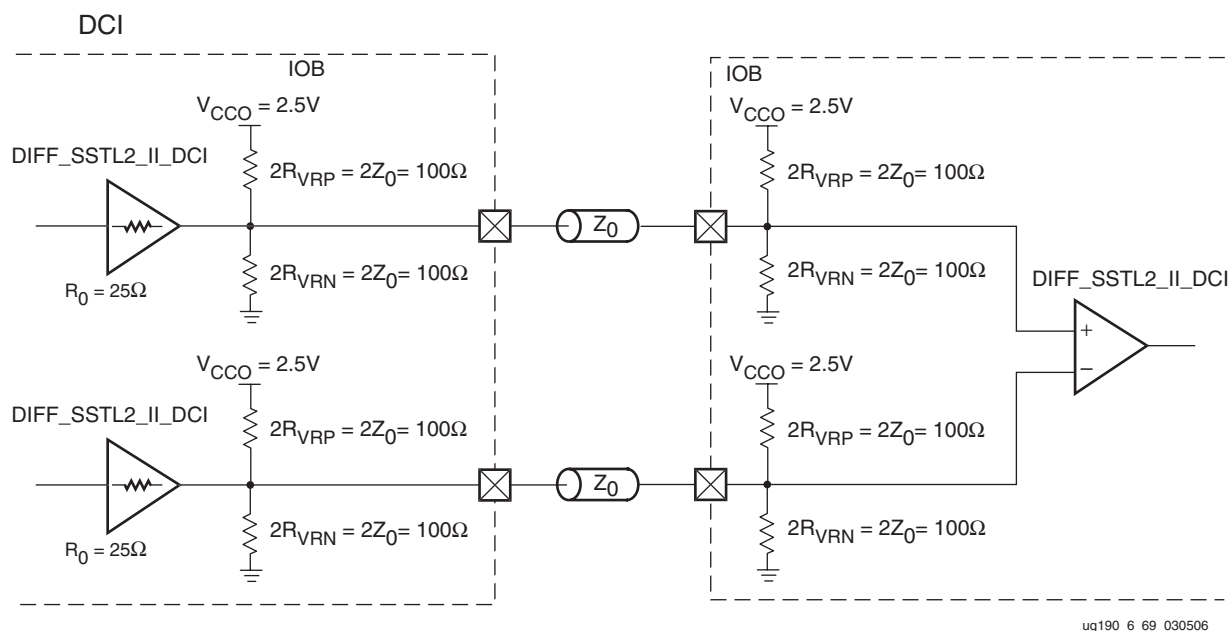 DCI
IOB
IOB
V_CCO = 2.5V
V_CCO = 2.5V
DIFF_SSTL2_II_DCI
2R_VRP = 2Z_0= 100Ω
2R_VRP = 2Z_0= 100Ω
Z_0
R_0 = 25Ω
2R_VRN = 2Z_0= 100Ω
2R_VRN = 2Z_0= 100Ω
DIFF_SSTL2_II_DCI
+
−
V_CCO = 2.5V
V_CCO = 2.5V
DIFF_SSTL2_II_DCI
2R_VRP = 2Z_0= 100Ω
2R_VRP = 2Z_0= 100Ω
Z_0
R_0 = 25Ω
2R_VRN = 2Z_0= 100Ω
2R_VRN = 2Z_0= 100Ω
ug190_6_69_030506